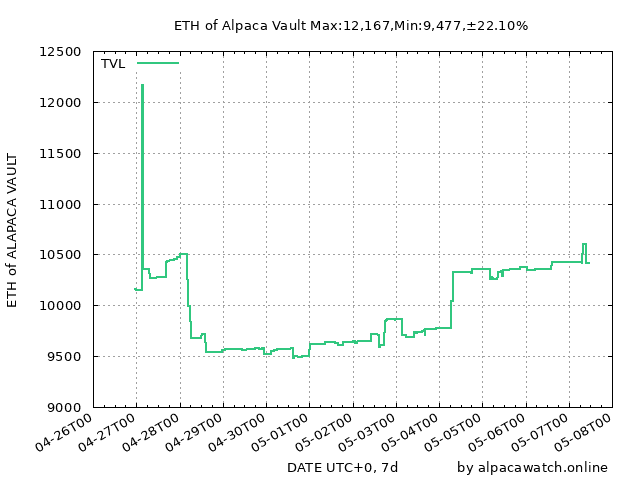 ETH of Alpaca Vault Max:12,167,Min:9,477,±22.10%
TVL
12500
12000
11500
11000
10500
10000
9500
9000
ETH of ALAPACA VAULT
04-26T00
04-27T00
04-28T00
04-29T00
04-30T00
05-01T00
05-02T00
05-03T00
05-04T00
05-05T00
05-06T00
05-07T00
05-08T00
DATE UTC+0, 7d
by alpacawatch.online